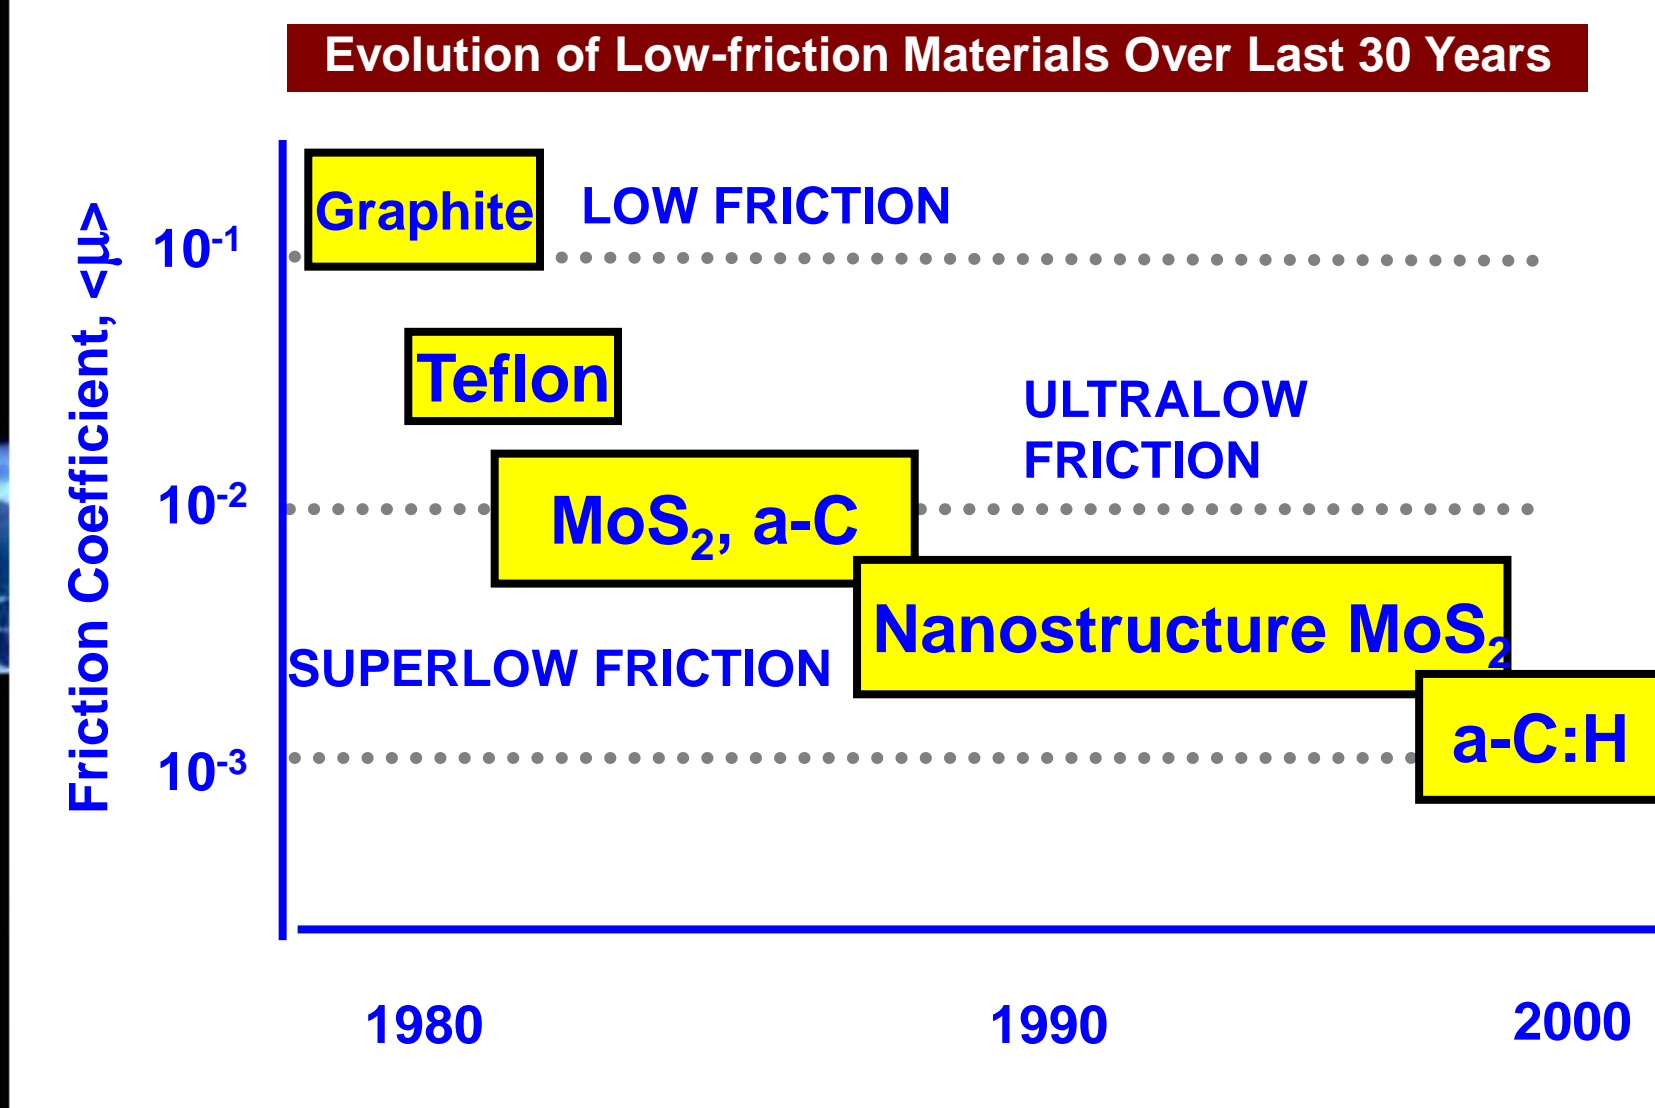 Evolution of Low-friction Materials Over Last 30 Years
Friction Coefficient, <μ>
10-1
Graphite
LOW FRICTION
Teflon
ULTRALOW
FRICTION
10-2
MoS2, a-C
Nanostructure MoS2
SUPERLOW FRICTION
a-C:H
10-3
1980
1990
2000